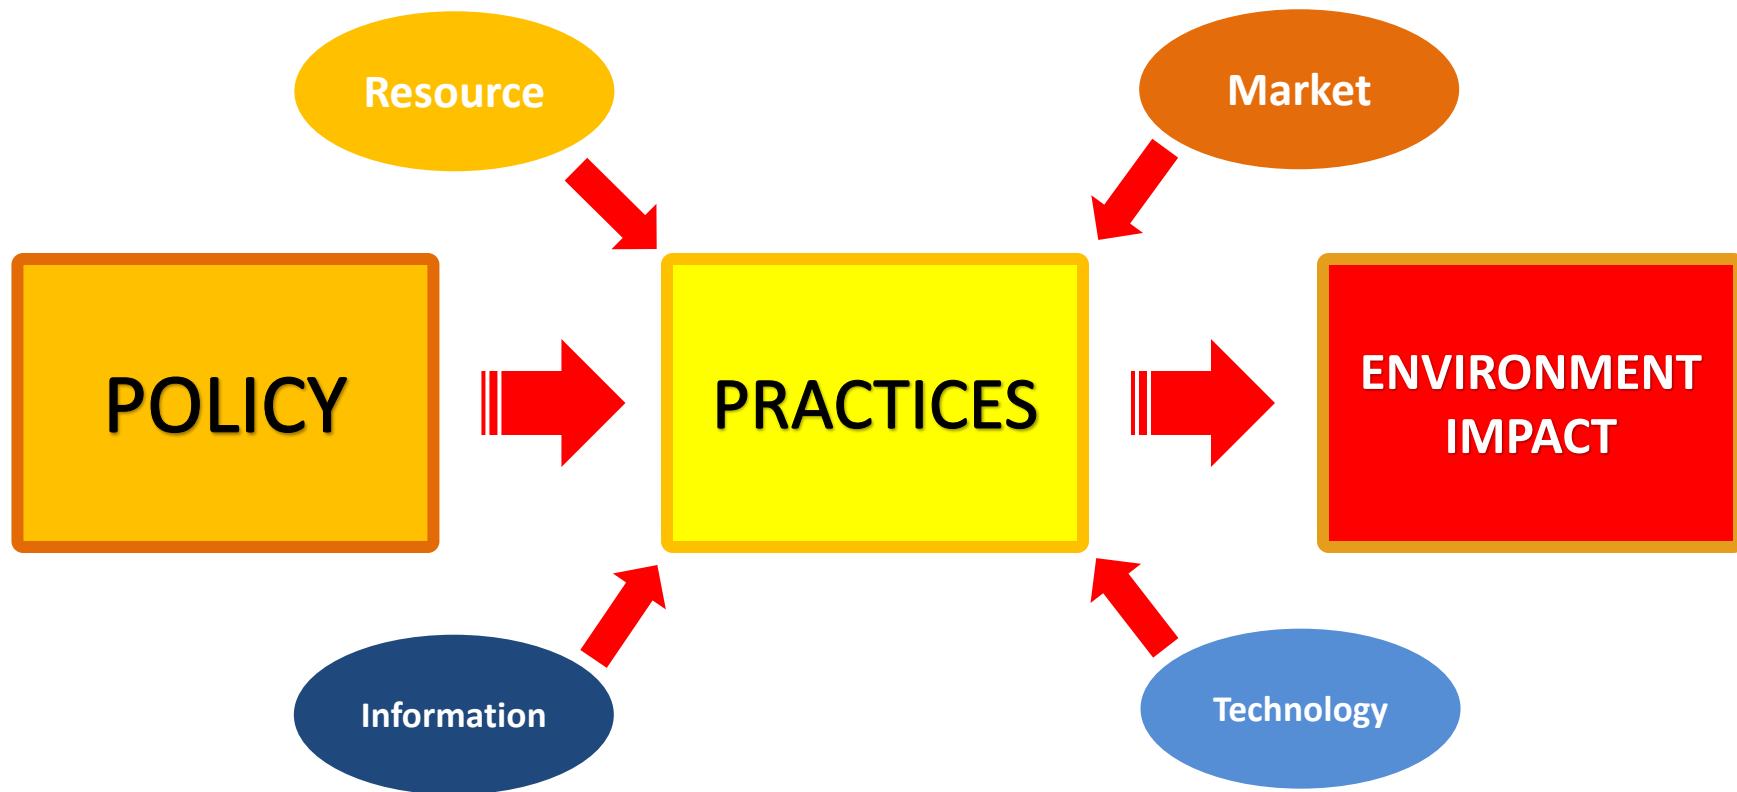 Resource
Market
POLICY
PRACTICES
ENVIRONMENT
IMPACT
Information
Technology